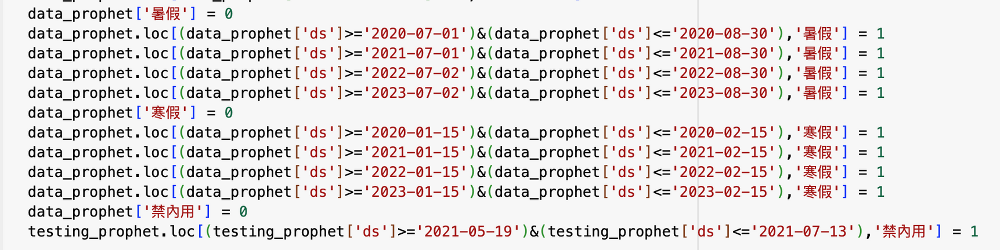 data_prophet['暑假'] = 0
data_prophet.loc[(data_prophet['ds']>='2020-07-01')&(data_prophet['ds']<='2020-08-30'),'暑假'] = 1
data_prophet.loc[(data_prophet['ds']>='2021-07-01')&(data_prophet['ds']<='2021-08-30'),'暑假'] = 1
data_prophet.loc[(data_prophet['ds']>='2022-07-02')&(data_prophet['ds']<='2022-08-30'),'暑假'] = 1
data_prophet.loc[(data_prophet['ds']>='2023-07-02')&(data_prophet['ds']<='2023-08-30'),'暑假'] = 1
data_prophet['寒假'] = 0
data_prophet.loc[(data_prophet['ds']>='2020-01-15')&(data_prophet['ds']<='2020-02-15'),'寒假'] = 1
data_prophet.loc[(data_prophet['ds']>='2021-01-15')&(data_prophet['ds']<='2021-02-15'),'寒假'] = 1
data_prophet.loc[(data_prophet['ds']>='2022-01-15')&(data_prophet['ds']<='2022-02-15'),'寒假'] = 1
data_prophet.loc[(data_prophet['ds']>='2023-01-15')&(data_prophet['ds']<='2023-02-15'),'寒假'] = 1
data_prophet['禁內用'] = 0
testing_prophet.loc[(testing_prophet['ds']>='2021-05-19')&(testing_prophet['ds']<='2021-07-13'),'禁內用'] = 1